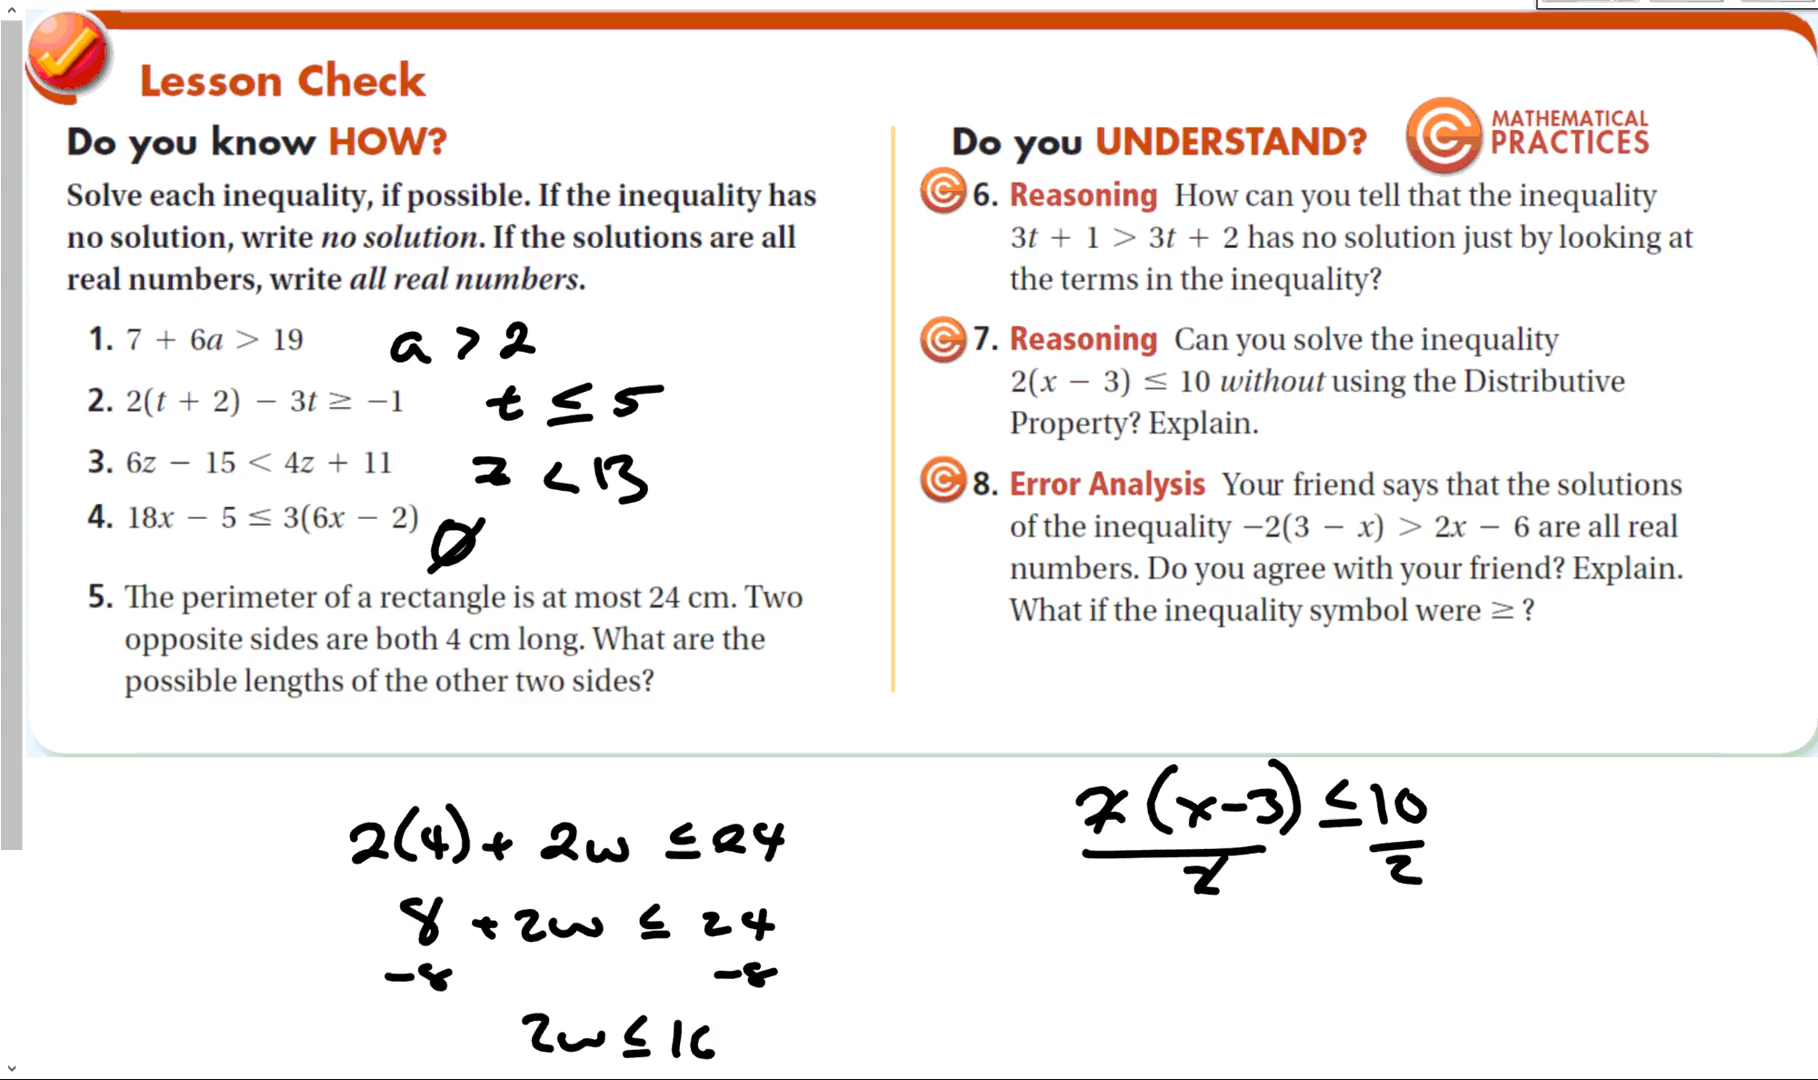 Lesson Check
Do you know HOW?
Solve each inequality, if possible. If the inequality has
no solution, write no solution. If the solutions are all
real numbers, write all real numbers.
1. 7 + 6a > 19 a > 2
2. 2(t + 2) − 3t ≥ −1 t ≤ 5
3. 6z − 15 < 4z + 11 z < 13
4. 18x − 5 ≤ 3(6x − 2) ∅
5. The perimeter of a rectangle is at most 24 cm. Two
opposite sides are both 4 cm long. What are the
possible lengths of the other two sides?
Do you UNDERSTAND?
MATHEMATICAL
PRACTICES
6. Reasoning How can you tell that the inequality
3t + 1 > 3t + 2 has no solution just by looking at
the terms in the inequality?
7. Reasoning Can you solve the inequality
2(x − 3) ≤ 10 without using the Distributive
Property? Explain.
8. Error Analysis Your friend says that the solutions
of the inequality −2(3 − x) > 2x − 6 are all real
numbers. Do you agree with your friend? Explain.
What if the inequality symbol were ≥ ?
2(4) + 2w ≤ 24
8 + 2w ≤ 24
−8 −8
2w ≤ 16
2(x−3) ≤ 10
2 2